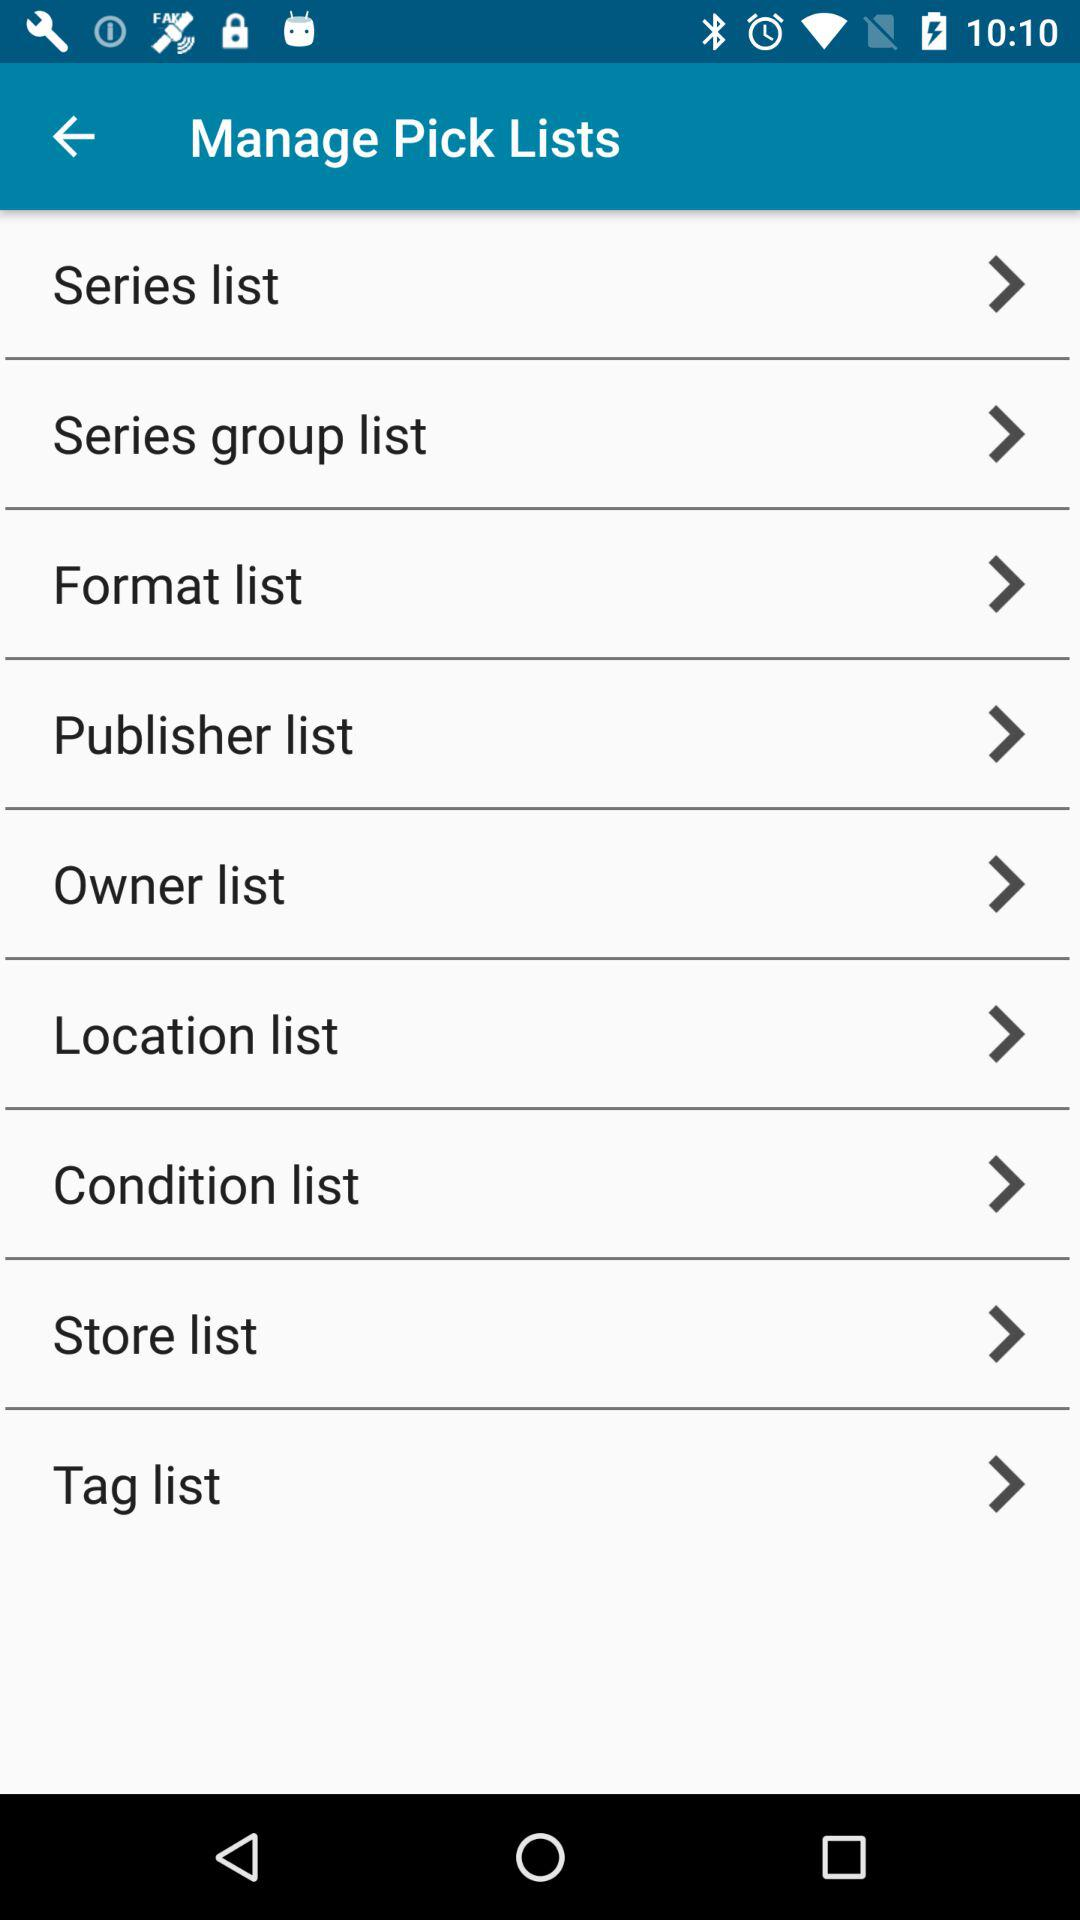 FAKE
10:10
Manage Pick Lists
Series list
Series group list
Format list
Publisher list
Owner list
Location list
Condition list
Store list
Tag list